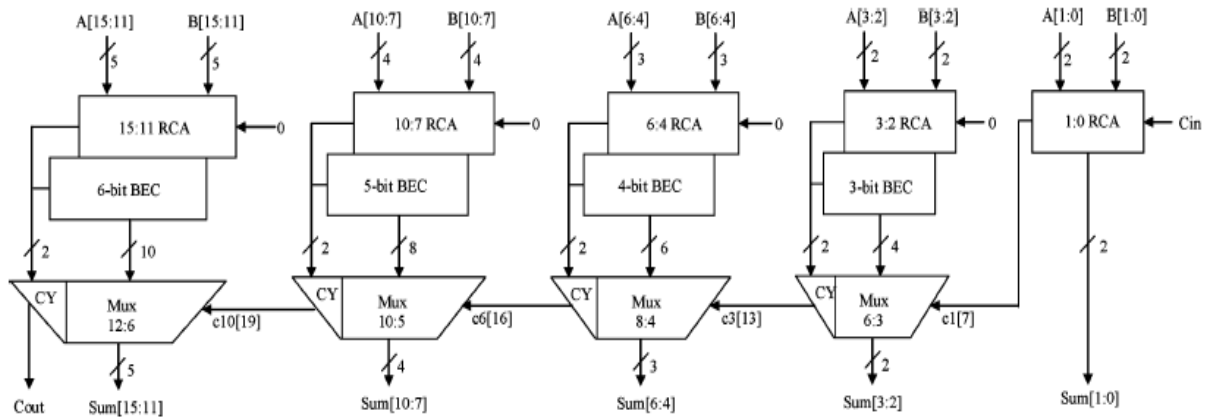 A[15:11] B[15:11] A[10:7] B[10:7] A[6:4] B[6:4] A[3:2] B[3:2] A[1:0] B[1:0]
5 5 4 4 3 3 2 2 2 2
15:11 RCA 0 10:7 RCA 0 6:4 RCA 0 3:2 RCA 0 1:0 RCA Cin
6-bit BEC 5-bit BEC 4-bit BEC 3-bit BEC
2 10 2 8 2 6 2 4 2
CY Mux CY Mux CY Mux CY Mux
12:6 10:5 8:4 6:3
c10[19] c6[16] c3[13] c1[7]
5 4 3 2
Cout Sum[15:11] Sum[10:7] Sum[6:4] Sum[3:2] Sum[1:0]